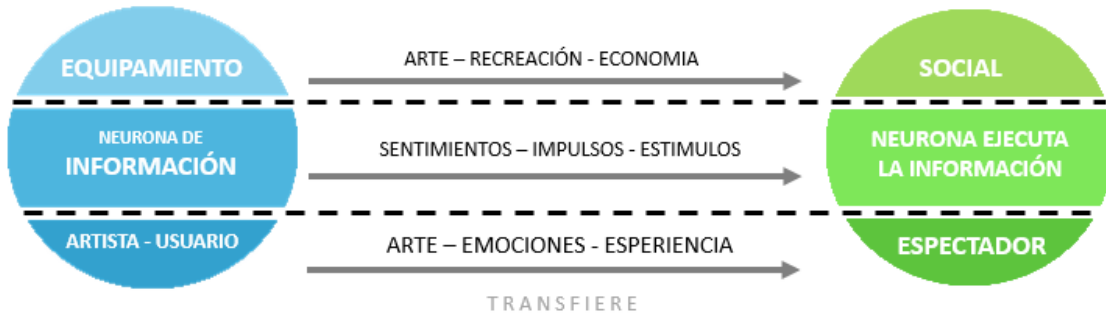 EQUIPAMIENTO
ARTE – RECREACIÓN - ECONOMIA
SOCIAL
NEURONA DE
INFORMACIÓN
SENTIMIENTOS – IMPULSOS - ESTIMULOS
NEURONA EJECUTA
LA INFORMACIÓN
ARTISTA - USUARIO
ARTE – EMOCIONES - ESPERIENCIA
ESPECTADOR
TRANSFIERE